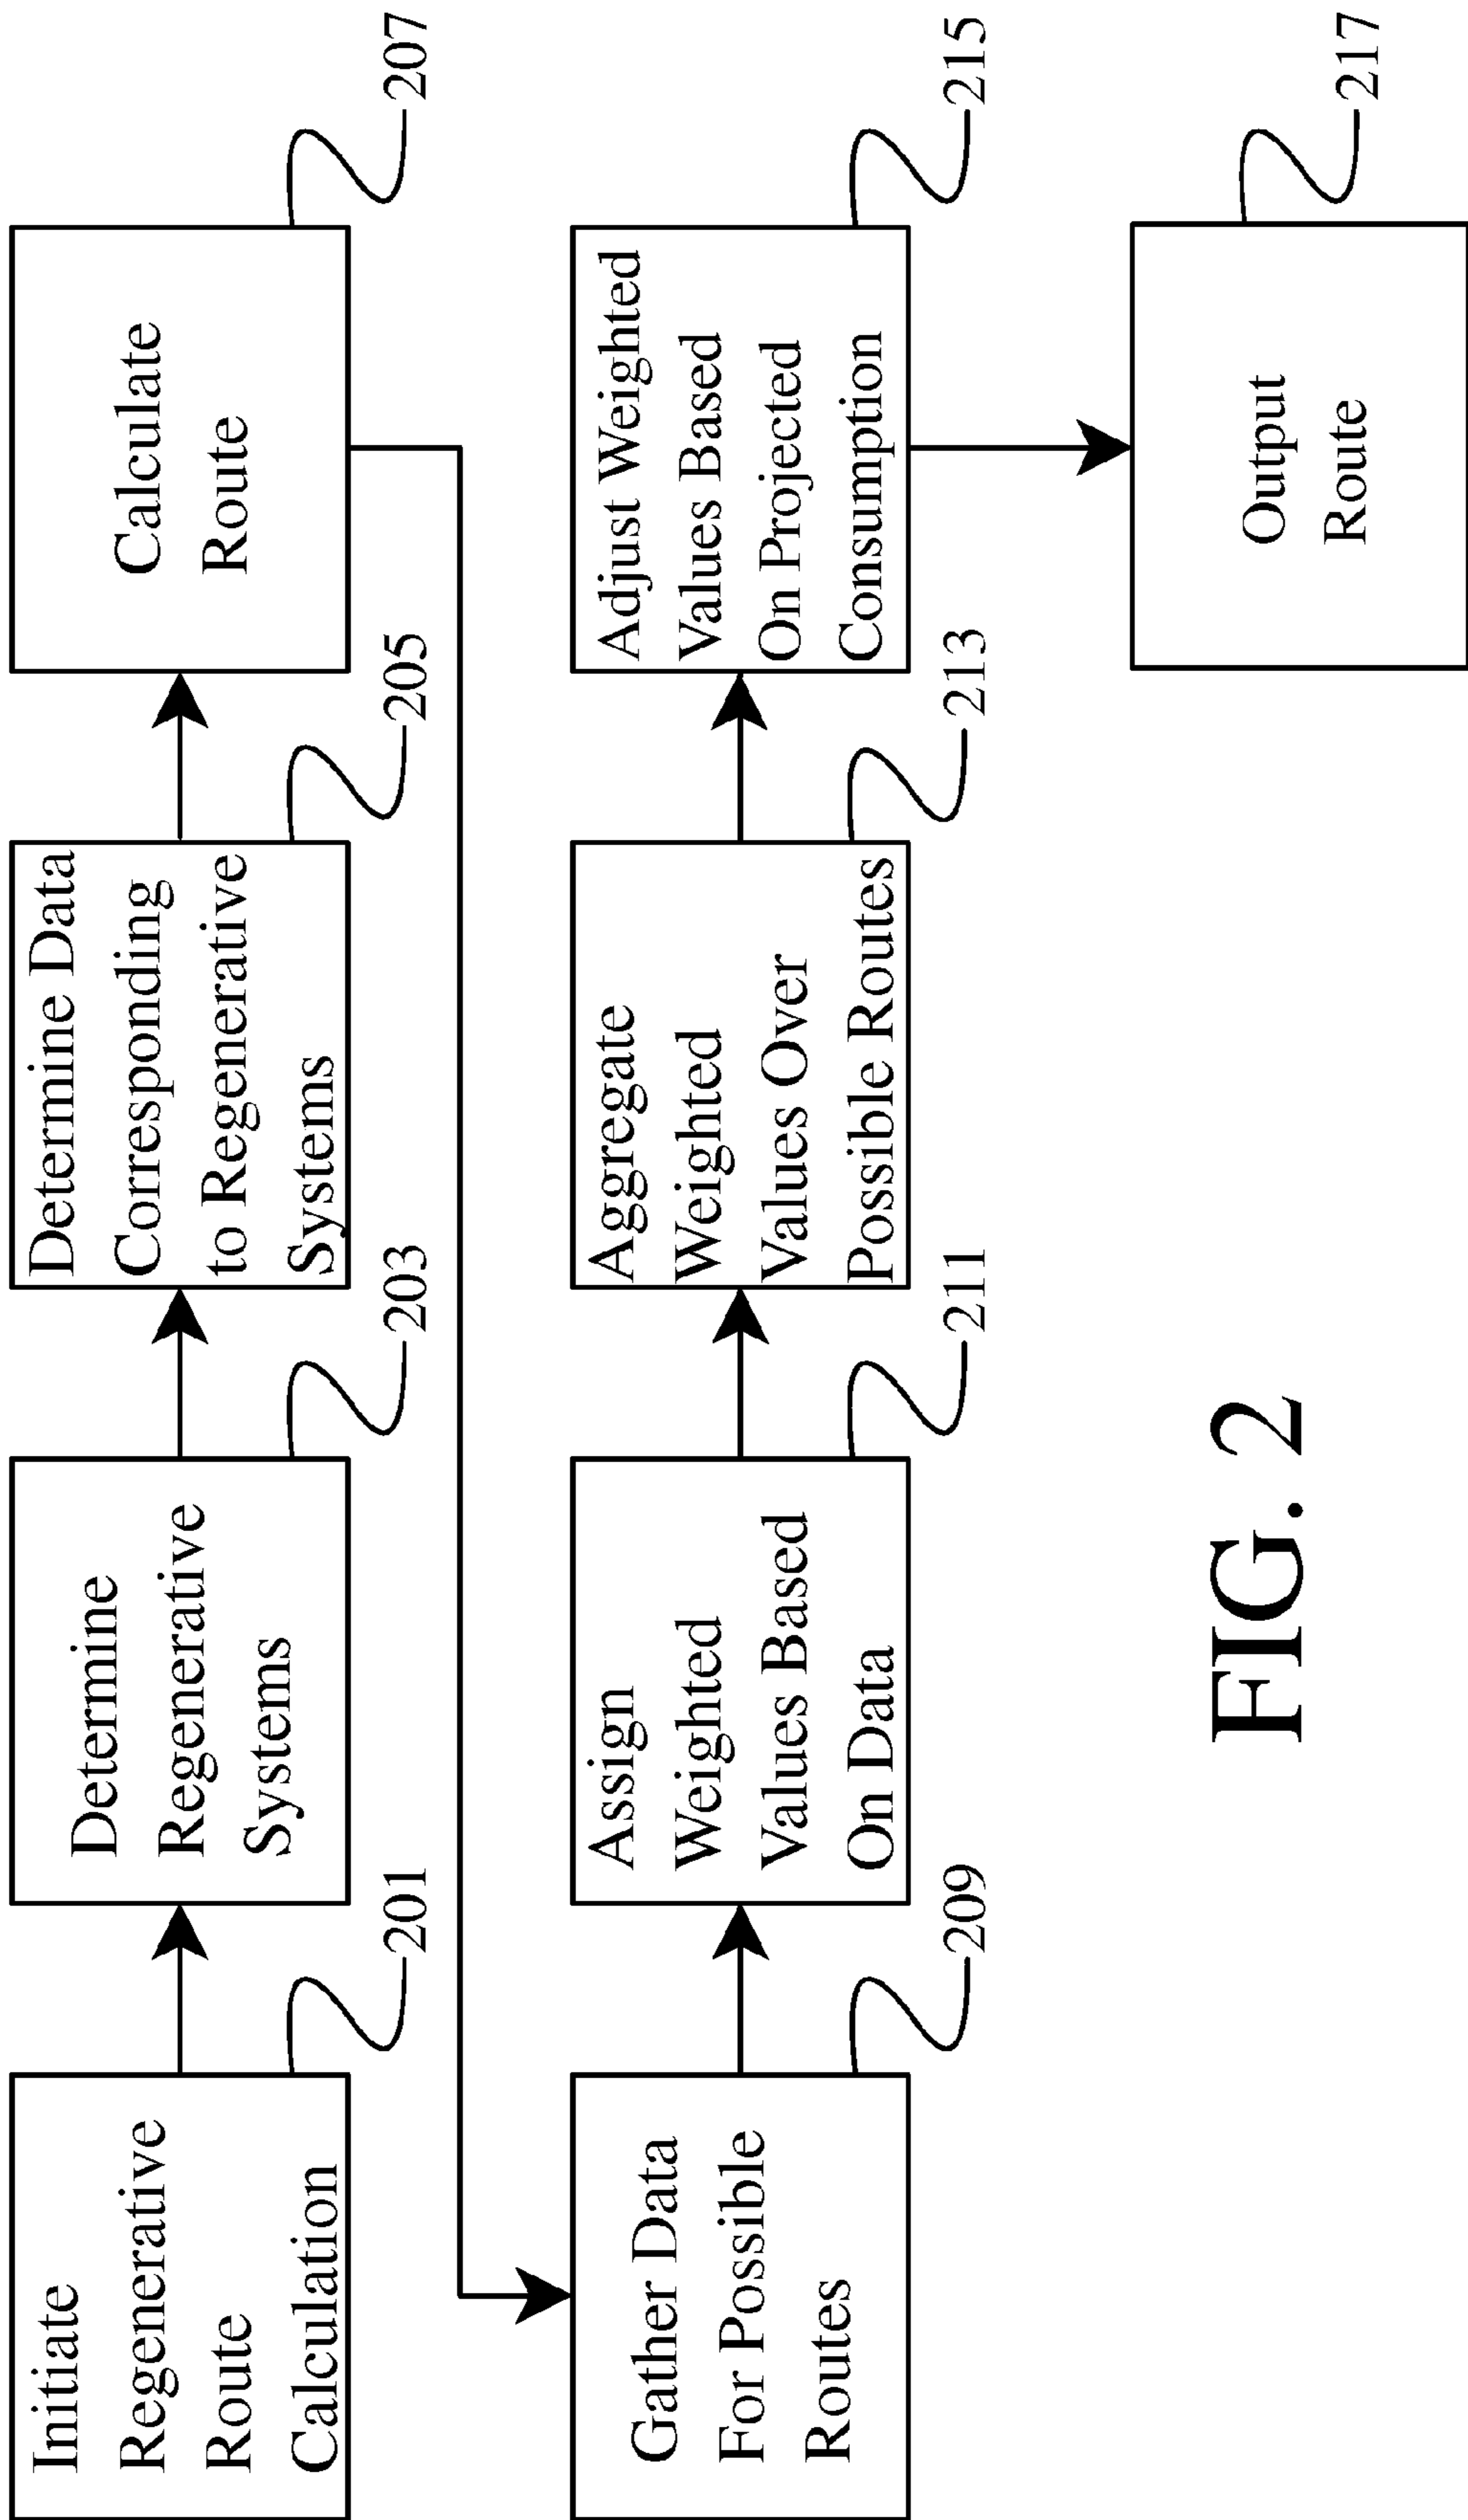 Initiate
Regenerative
Route
Calculation
201
Determine
Regenerative
Systems
203
Determine Data
Corresponding
to Regenerative
Systems
205
Calculate
Route
207
Gather Data
For Possible
Routes
209
Assign
Weighted
Values Based
On Data
211
Aggregate
Weighted
Values Over
Possible Routes
213
Adjust Weighted
Values Based
On Projected
Consumption
215
Output
Route
217
FIG. 2